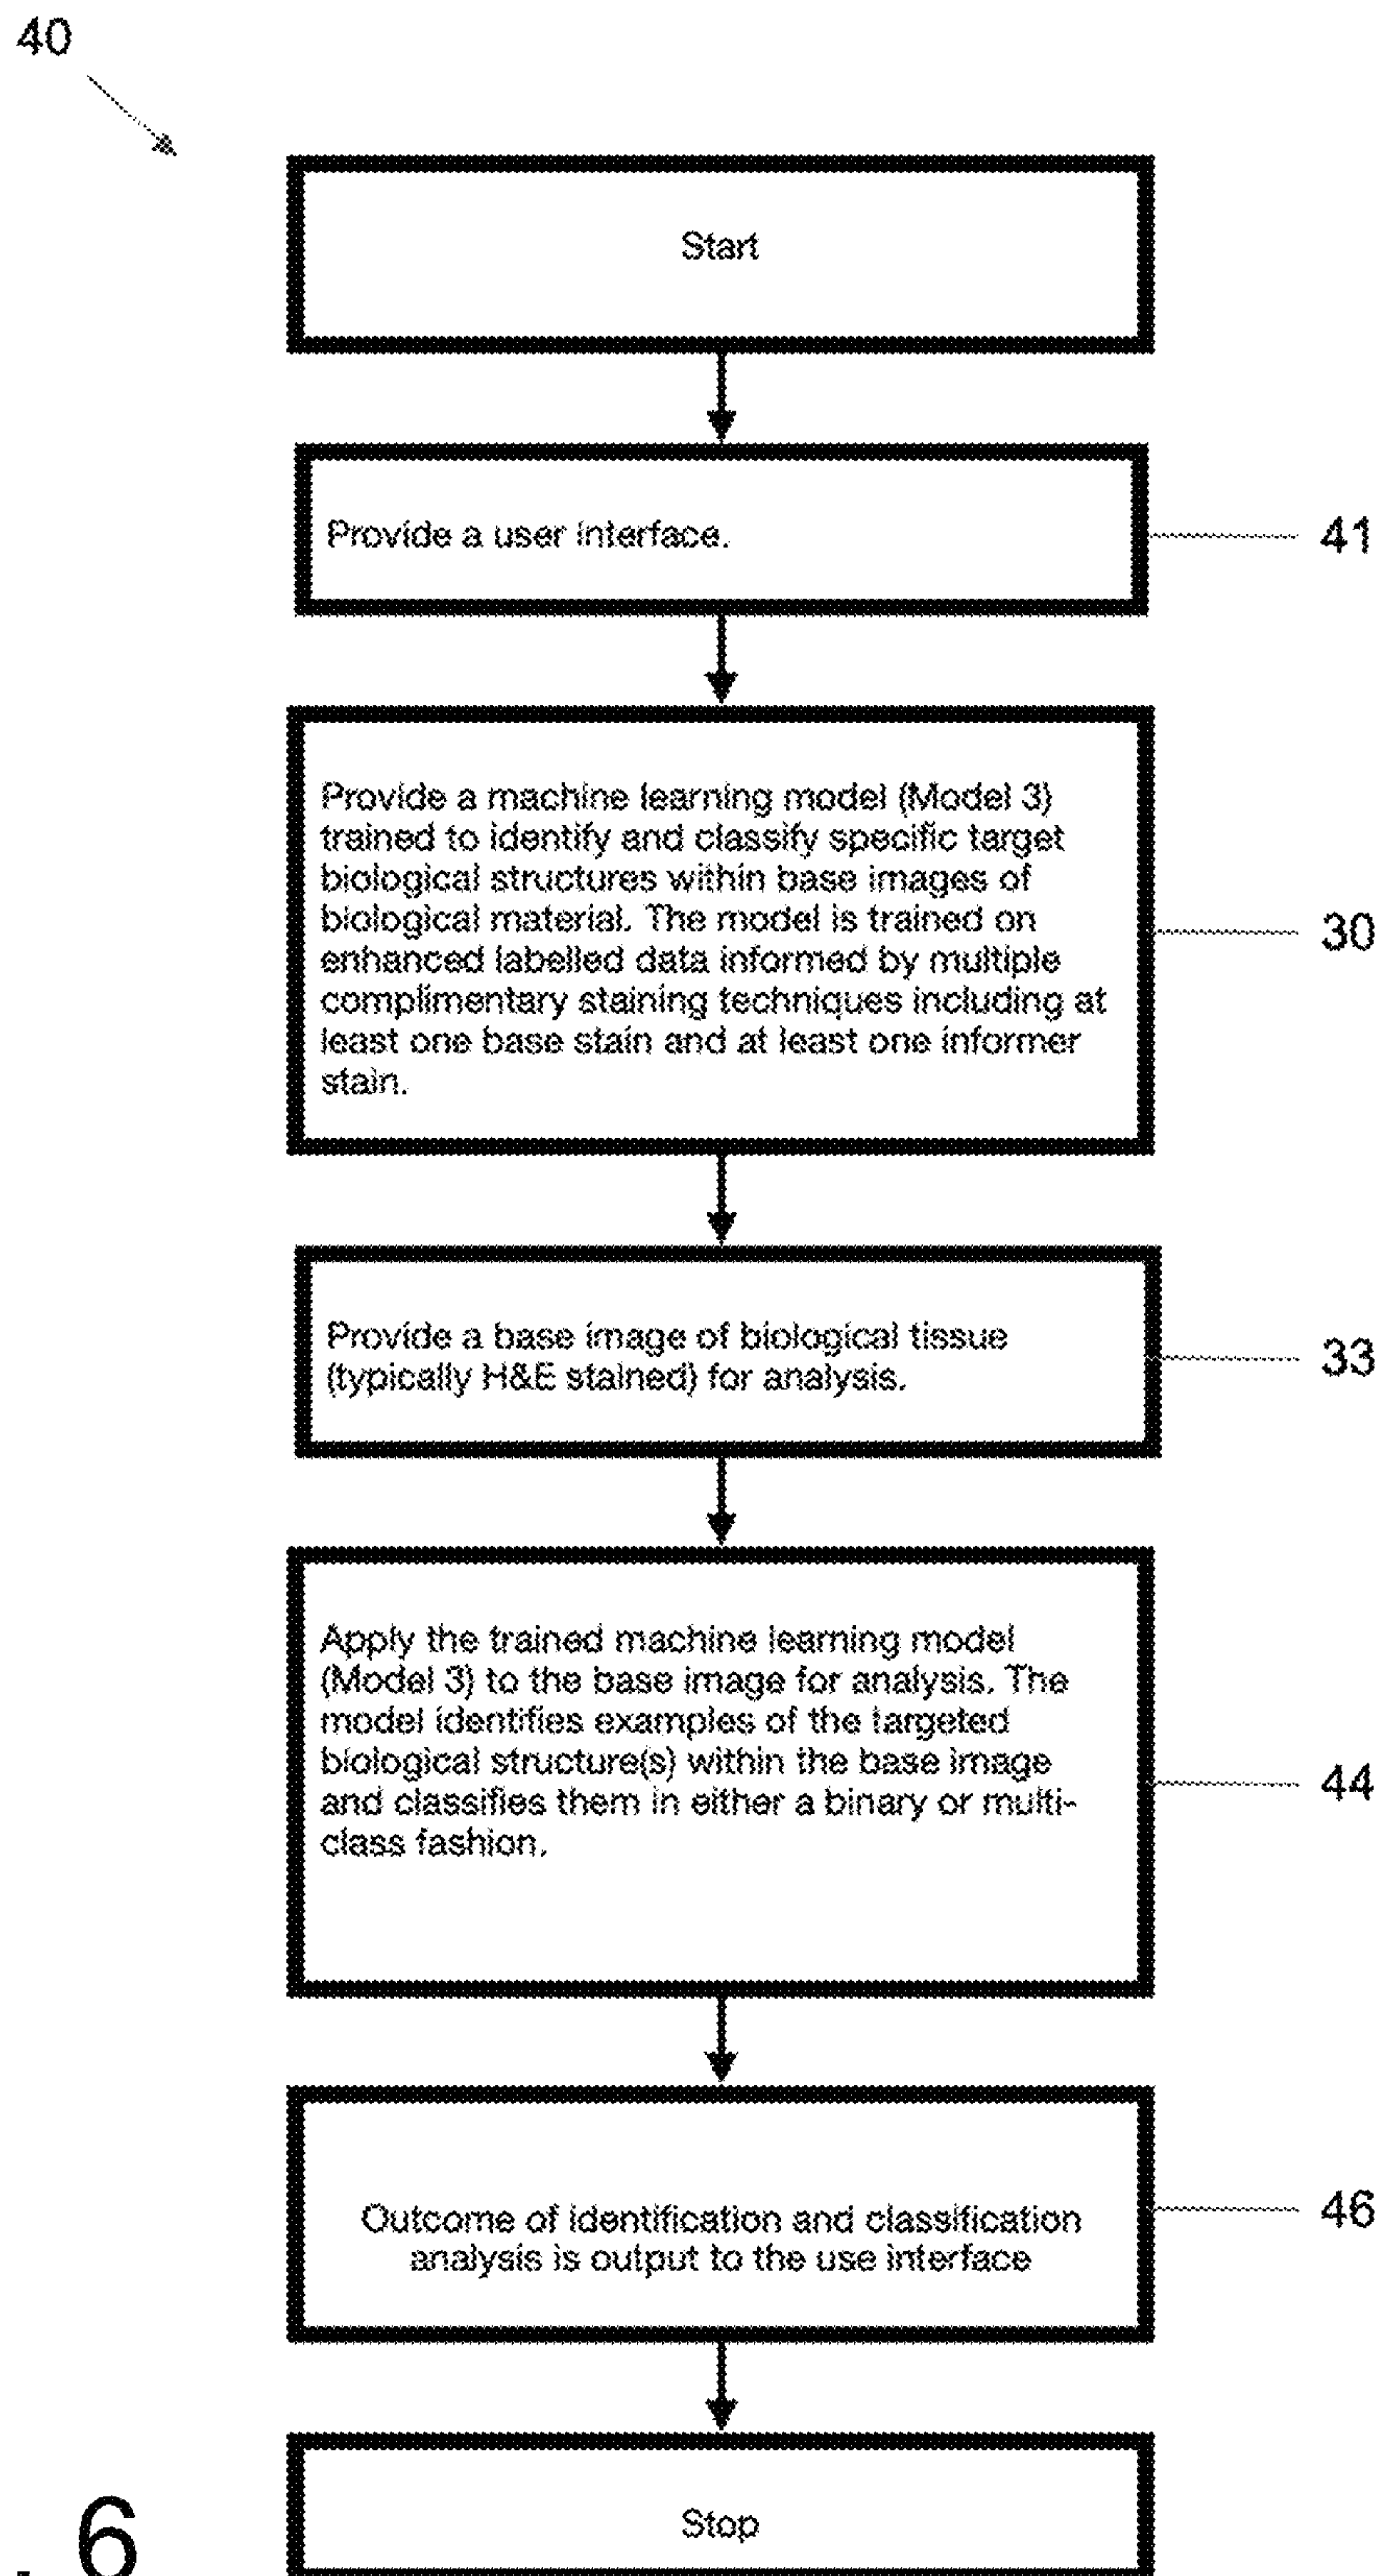 40
Start
Provide a user interface.
41
Provide a machine learning model (Model 3)
trained to identify and classify specific target
biological structures within base images of
biological material. The model is trained on
enhanced labelled data informed by multiple
complimentary staining techniques including at
least one base stain and at least one informer
stain.
30
Provide a base image of biological tissue
(typically H&E stained) for analysis.
33
Apply the trained machine learning model
(Model 3) to the base image for analysis. The
model identifies examples of the targeted
biological structure(s) within the base image
and classifies them in either a binary or multi-
class fashion.
44
Outcome of identification and classification
analysis is output to the use interface
46
Stop
. 6